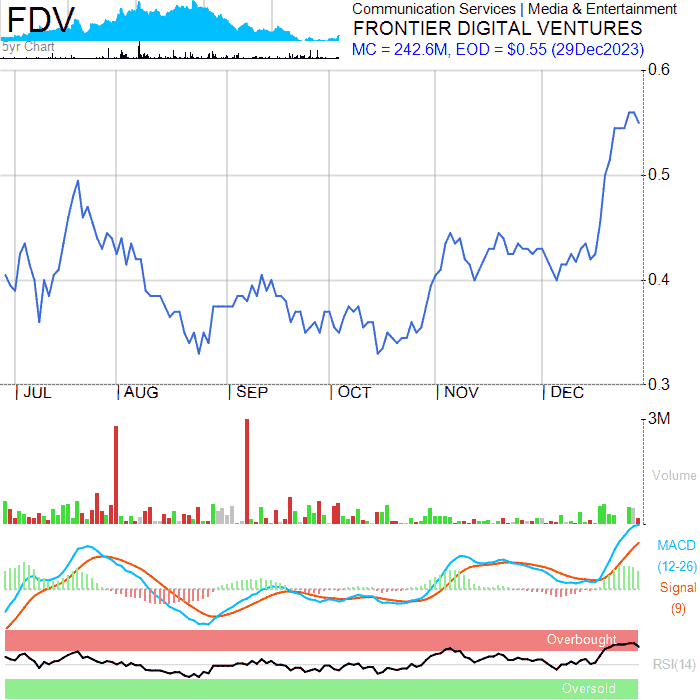 FDV
5yr Chart
Communication Services | Media & Entertainment
FRONTIER DIGITAL VENTURES
MC = 242.6M, EOD = $0.55 (29Dec2023)
0.6
0.5
0.4
0.3
JUL AUG SEP OCT NOV DEC
3M
Volume
MACD
(12-26)
Signal
(9)
Overbought
RSI(14)
Oversold